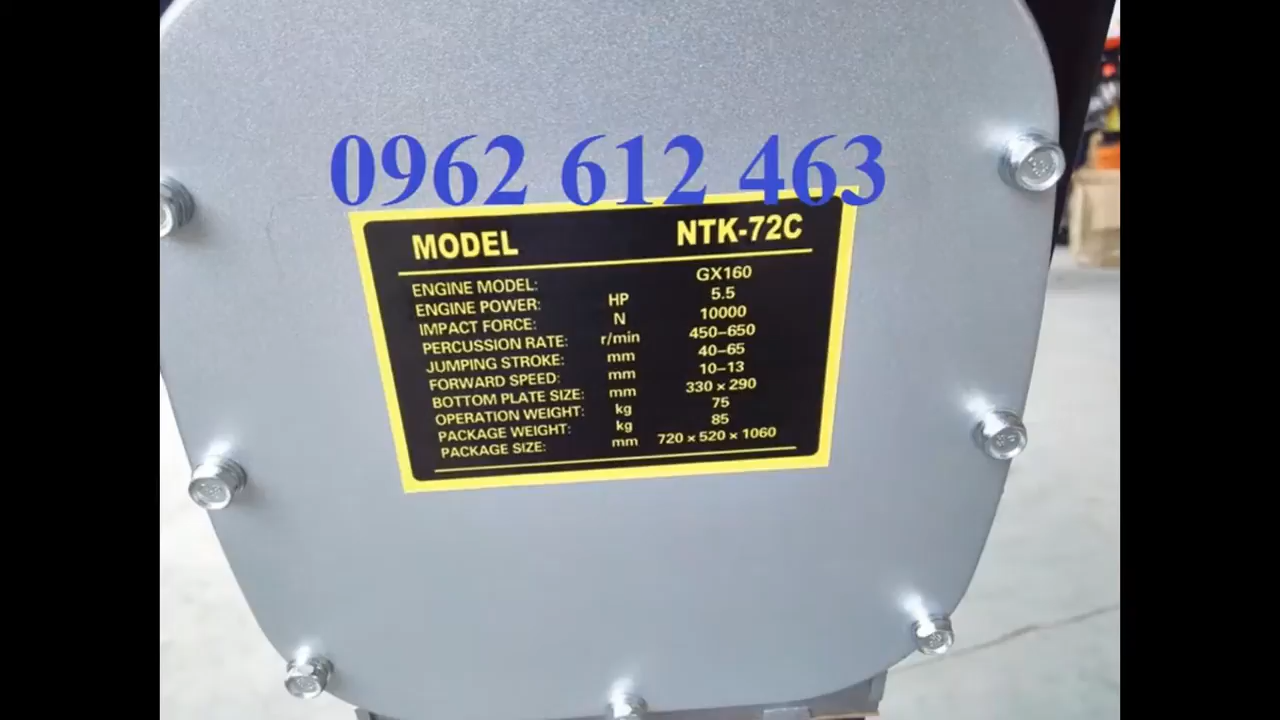 0962 612 463
MODEL NTK-72C
ENGINE MODEL: GX160
ENGINE POWER: HP 5.5
IMPACT FORCE: N 10000
PERCUSSION RATE: r/min 450–650
JUMPING STROKE: mm 40–65
FORWARD SPEED: mm 10–13
BOTTOM PLATE SIZE: mm 330 × 290
OPERATION WEIGHT: kg 75
PACKAGE WEIGHT: kg 85
PACKAGE SIZE: mm 720 × 520 × 1060